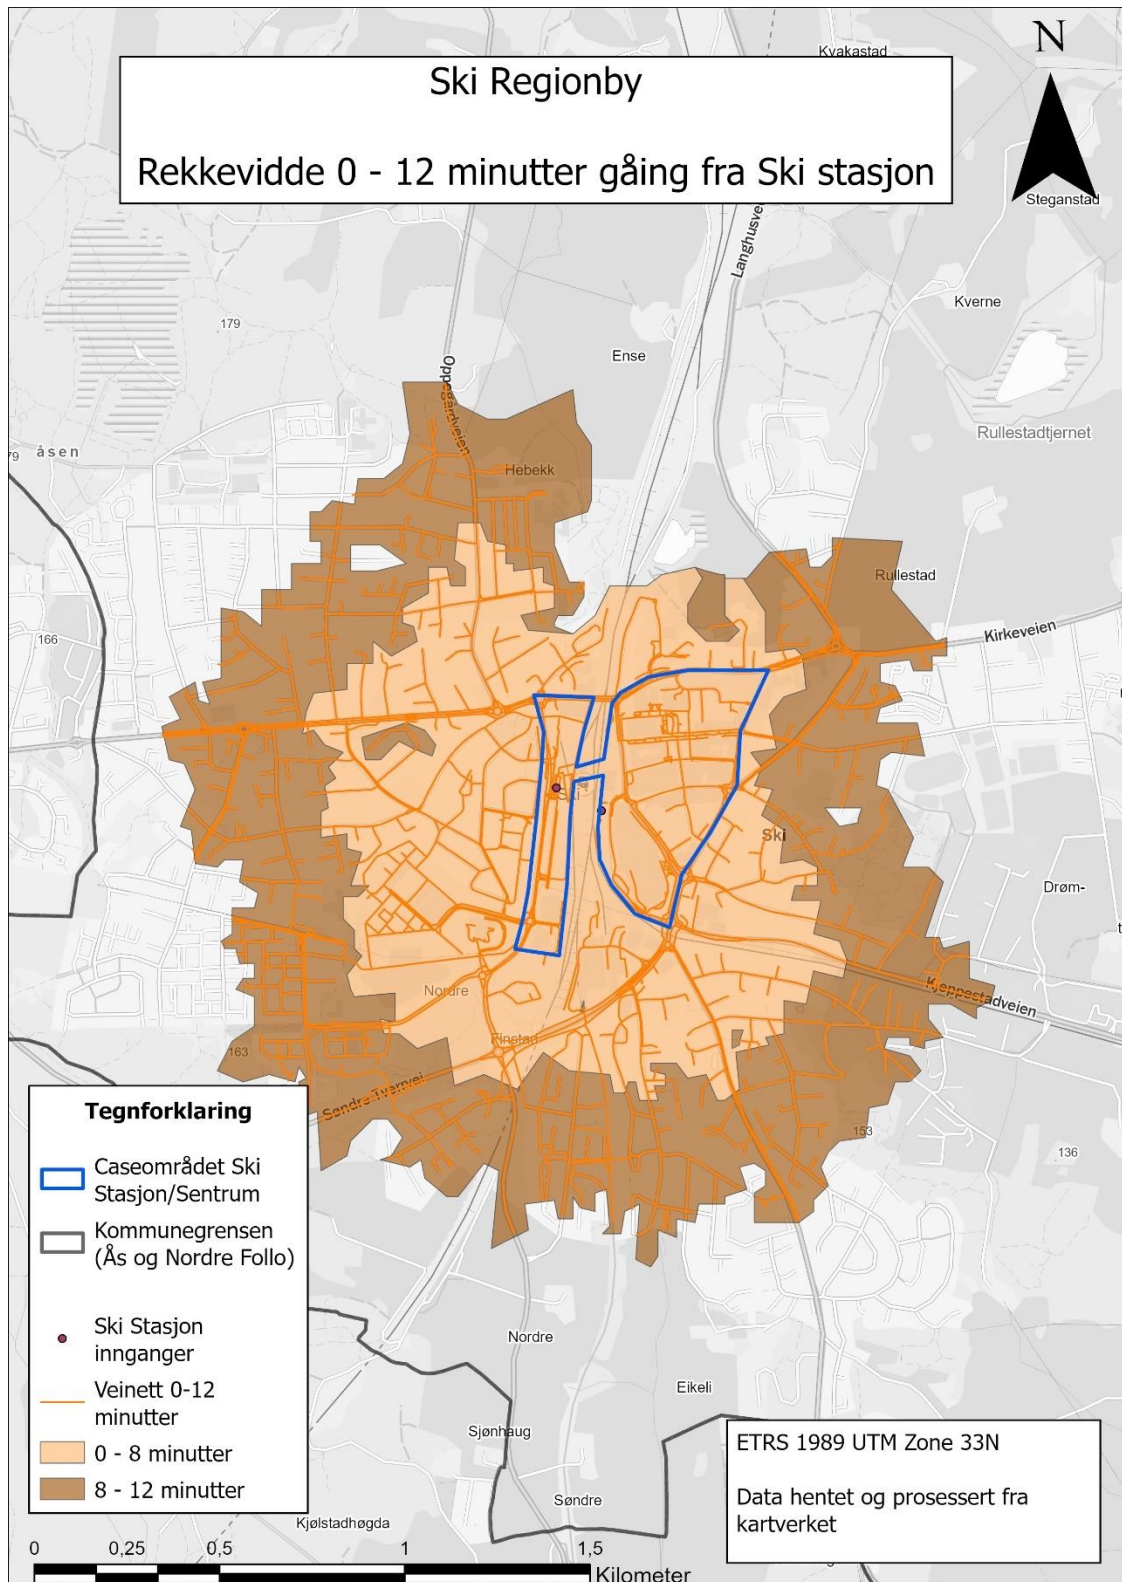 Kvakastad
N
Ski Regionby
Rekkevidde 0 - 12 minutter gåing fra Ski stasjon
Steganstad
Langhusvei
Kverne
179
Ense
Oppegårdveien
Rullestadtjernet
79
åsen
Hebekk
Rullestad
Kirkeveien
166
Ski
Ski
Drøm-
Nordre
Kjeppestadveien
Finstad
163
Søndre Tverrvei
153
136
Tegnforklaring
Caseområdet Ski
Stasjon/Sentrum
Kommunegrensen
(Ås og Nordre Follo)
Ski Stasjon
innganger
Veinett 0-12
minutter
0 - 8 minutter
8 - 12 minutter
Nordre
Eikeli
Sjønhaug
Søndre
Kjølstadhøgda
ETRS 1989 UTM Zone 33N
Data hentet og prosessert fra
kartverket
0 0,25 0,5 1 1,5
Kilometer